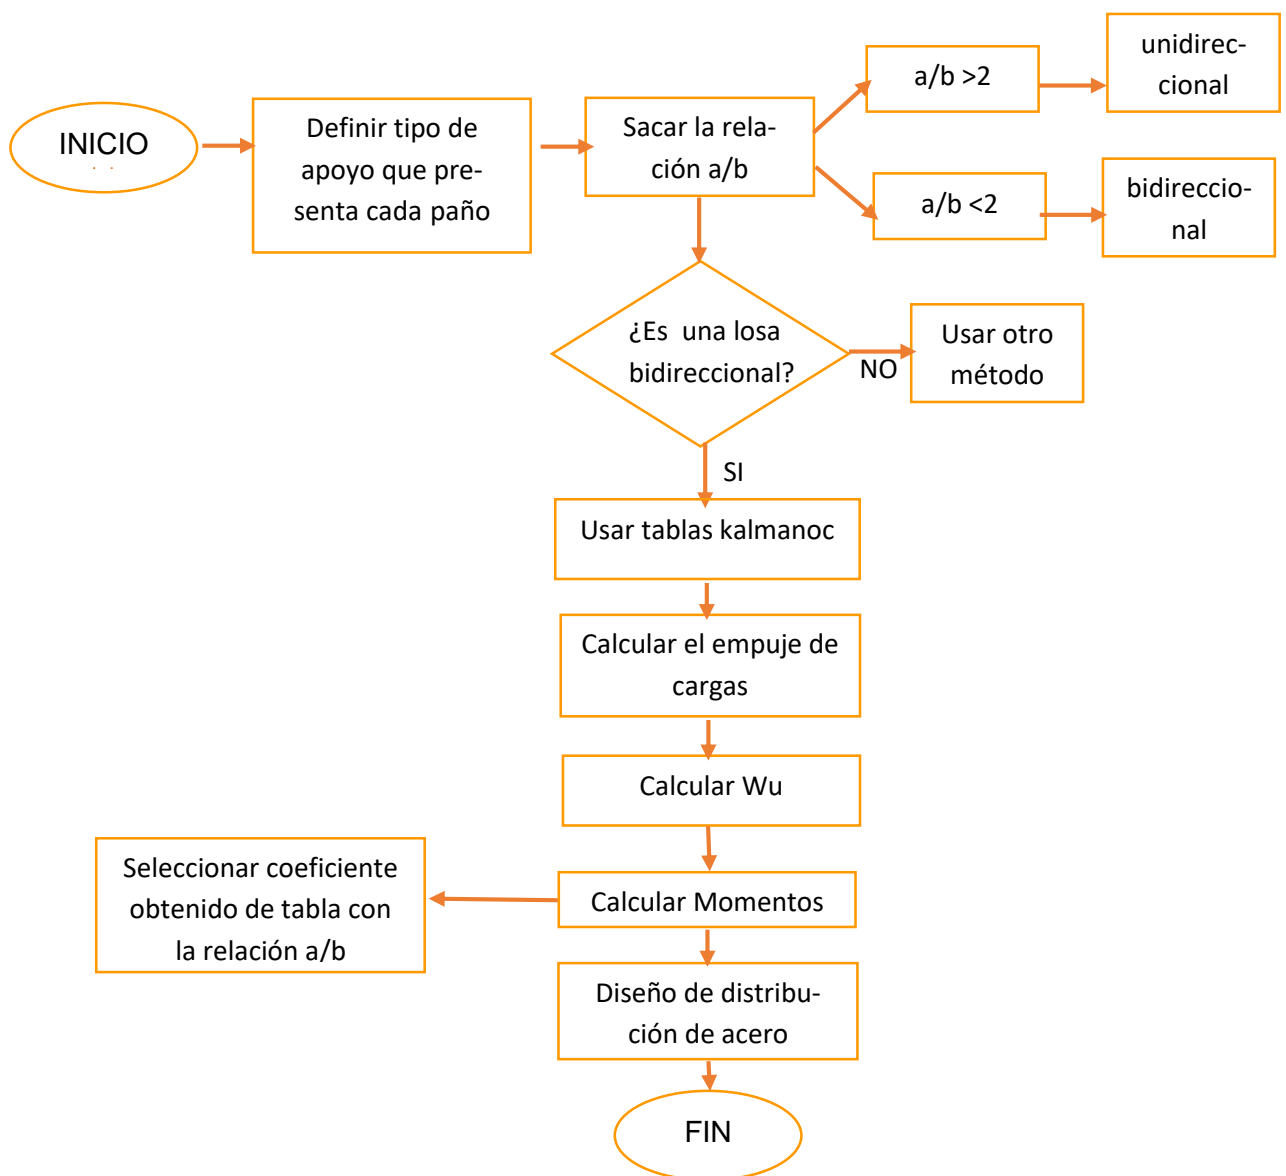 INICIO
Definir tipo de
apoyo que pre-
senta cada paño
Sacar la rela-
ción a/b
a/b >2
unidirec-
cional
a/b <2
bidireccio-
nal
¿Es  una losa
bidireccional?
NO
Usar otro
método
SI
Usar tablas kalmanoc
Calcular el empuje de
cargas
Calcular Wu
Calcular Momentos
Seleccionar coeficiente
obtenido de tabla con
la relación a/b
Diseño de distribu-
ción de acero
FIN